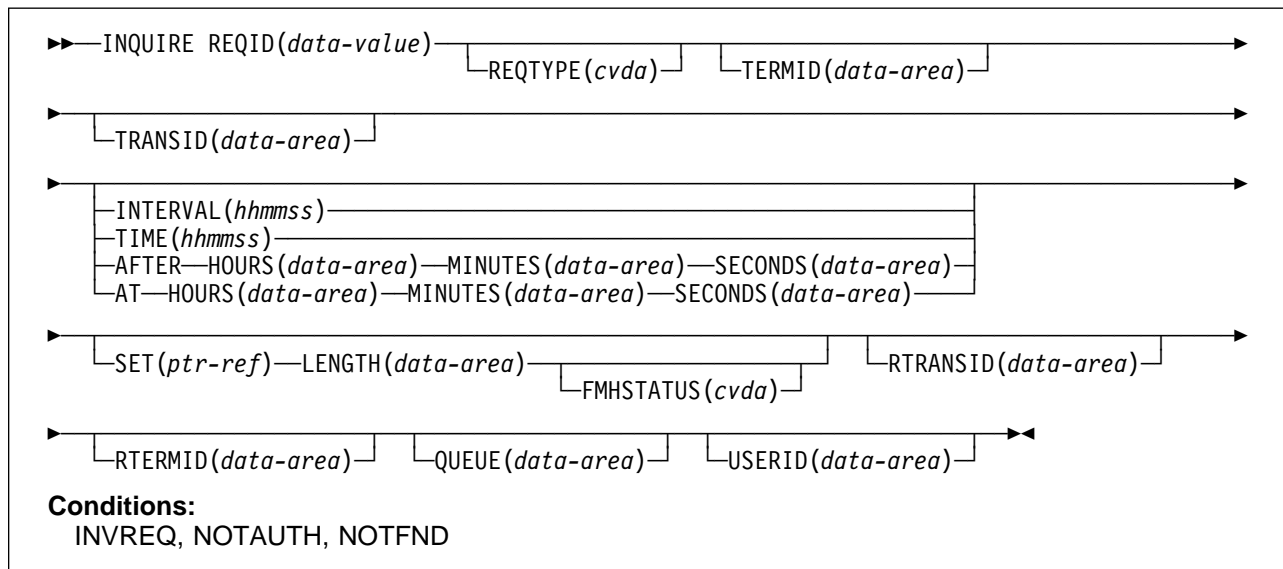 INQUIRE REQID(data-value)
REQTYPE(cvda) TERMID(data-area)
TRANSID(data-area)
INTERVAL(hhmmss)
TIME(hhmmss)
AFTER HOURS(data-area) MINUTES(data-area) SECONDS(data-area)
AT HOURS(data-area) MINUTES(data-area) SECONDS(data-area)
SET(ptr-ref) LENGTH(data-area) RTRANSID(data-area)
FMHSTATUS(cvda)
RTERMID(data-area) QUEUE(data-area) USERID(data-area)
Conditions:
INVREQ, NOTAUTH, NOTFND